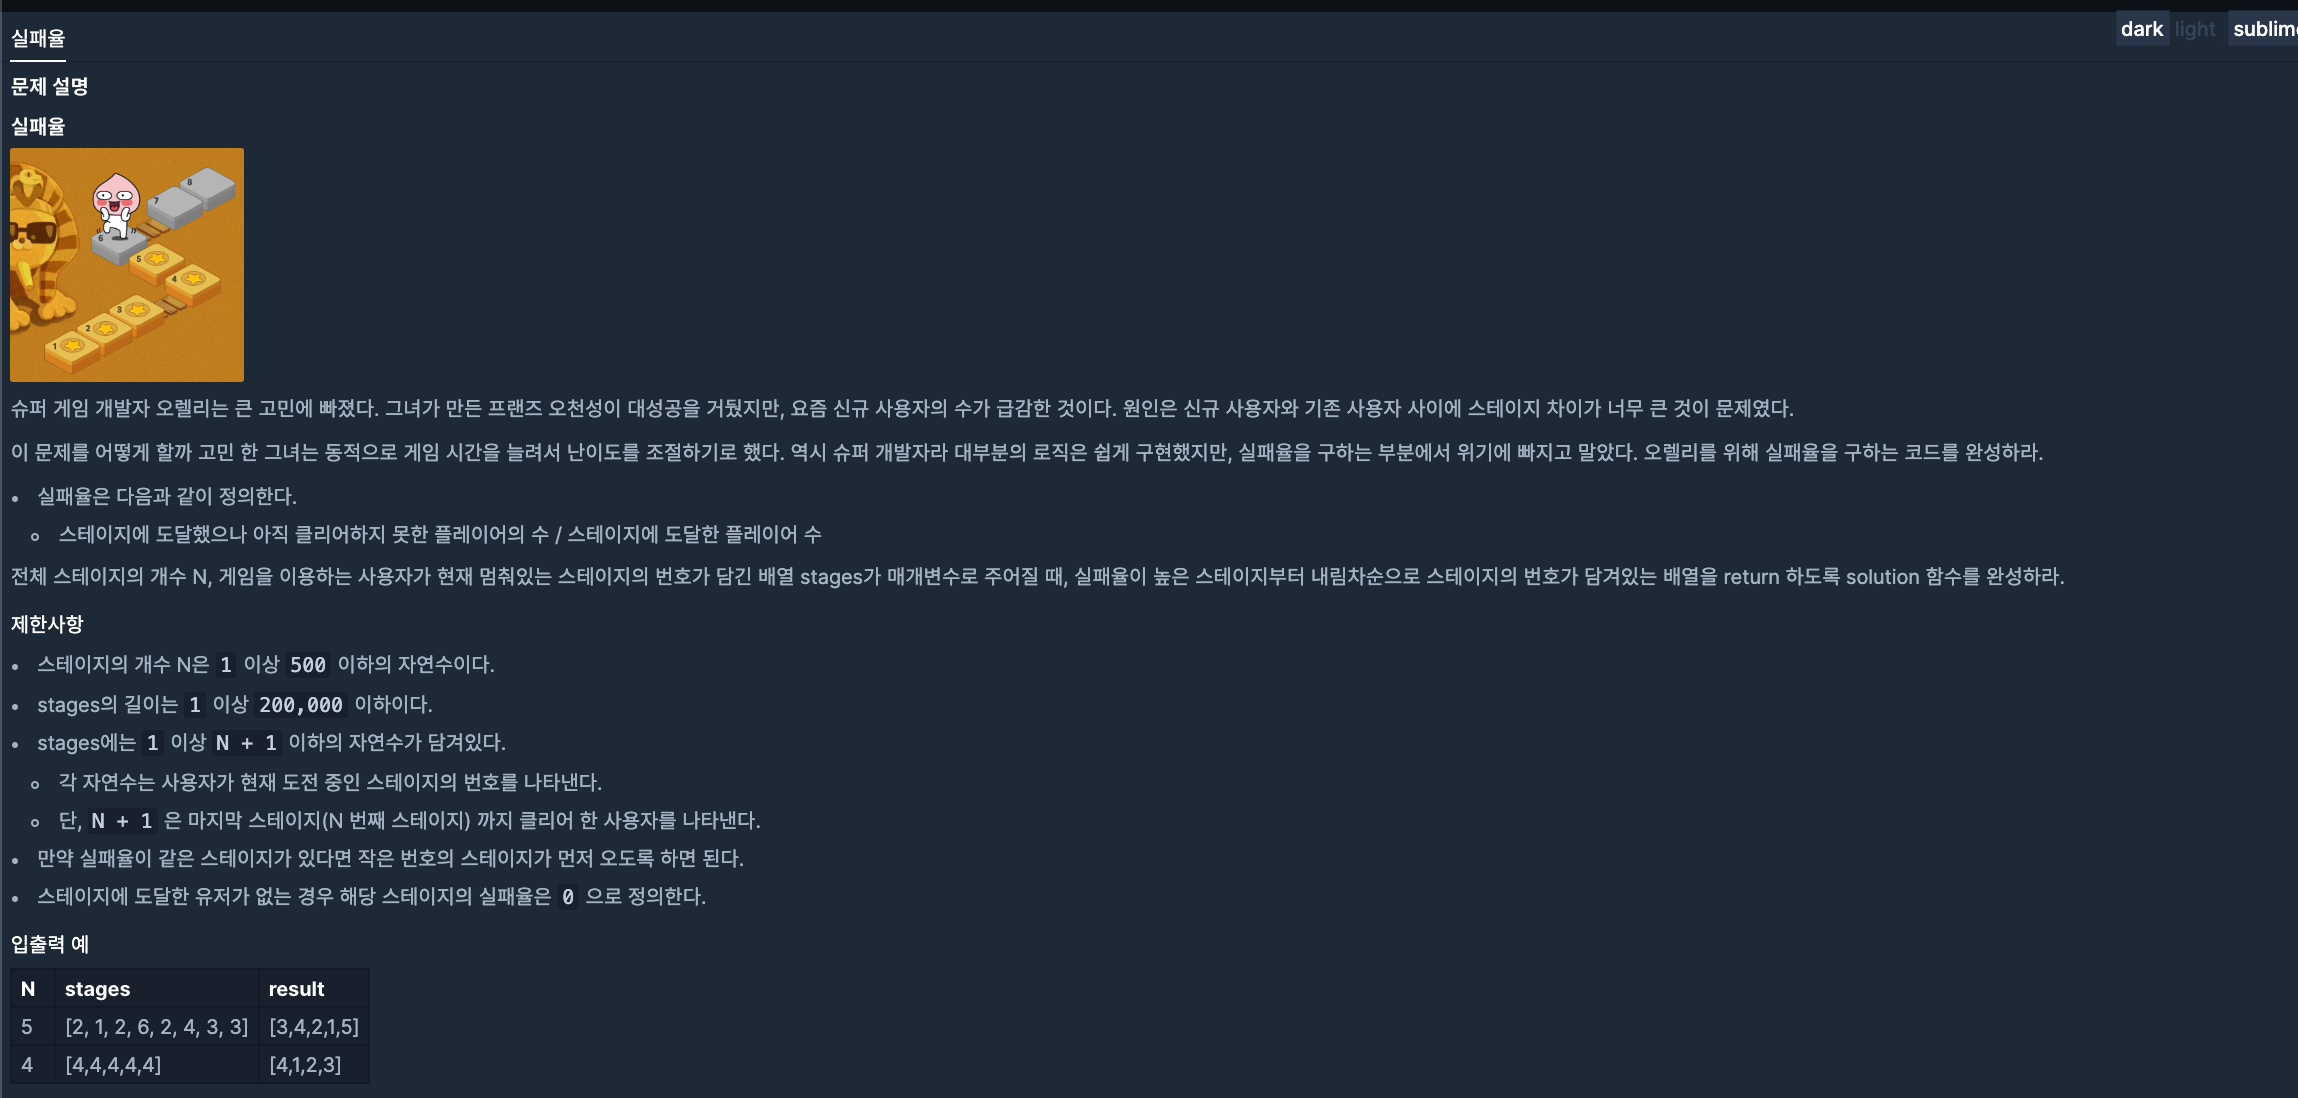 실패율
dark light sublim
문제 설명
실패율
8
7
6
5
4
3
2
1
슈퍼 게임 개발자 오렐리는 큰 고민에 빠졌다. 그녀가 만든 프랜즈 오천성이 대성공을 거뒀지만, 요즘 신규 사용자의 수가 급감한 것이다. 원인은 신규 사용자와 기존 사용자 사이에 스테이지 차이가 너무 큰 것이 문제였다.
이 문제를 어떻게 할까 고민 한 그녀는 동적으로 게임 시간을 늘려서 난이도를 조절하기로 했다. 역시 슈퍼 개발자라 대부분의 로직은 쉽게 구현했지만, 실패율을 구하는 부분에서 위기에 빠지고 말았다. 오렐리를 위해 실패율을 구하는 코드를 완성하라.
• 실패율은 다음과 같이 정의한다.
◦ 스테이지에 도달했으나 아직 클리어하지 못한 플레이어의 수 / 스테이지에 도달한 플레이어 수
전체 스테이지의 개수 N, 게임을 이용하는 사용자가 현재 멈춰있는 스테이지의 번호가 담긴 배열 stages가 매개변수로 주어질 때, 실패율이 높은 스테이지부터 내림차순으로 스테이지의 번호가 담겨있는 배열을 return 하도록 solution 함수를 완성하라.
제한사항
• 스테이지의 개수 N은 1 이상 500 이하의 자연수이다.
• stages의 길이는 1 이상 200,000 이하이다.
• stages에는 1 이상 N + 1 이하의 자연수가 담겨있다.
◦ 각 자연수는 사용자가 현재 도전 중인 스테이지의 번호를 나타낸다.
◦ 단, N + 1 은 마지막 스테이지(N 번째 스테이지) 까지 클리어 한 사용자를 나타낸다.
• 만약 실패율이 같은 스테이지가 있다면 작은 번호의 스테이지가 먼저 오도록 하면 된다.
• 스테이지에 도달한 유저가 없는 경우 해당 스테이지의 실패율은 0 으로 정의한다.
입출력 예
N stages result
5 [2, 1, 2, 6, 2, 4, 3, 3] [3,4,2,1,5]
4 [4,4,4,4,4] [4,1,2,3]